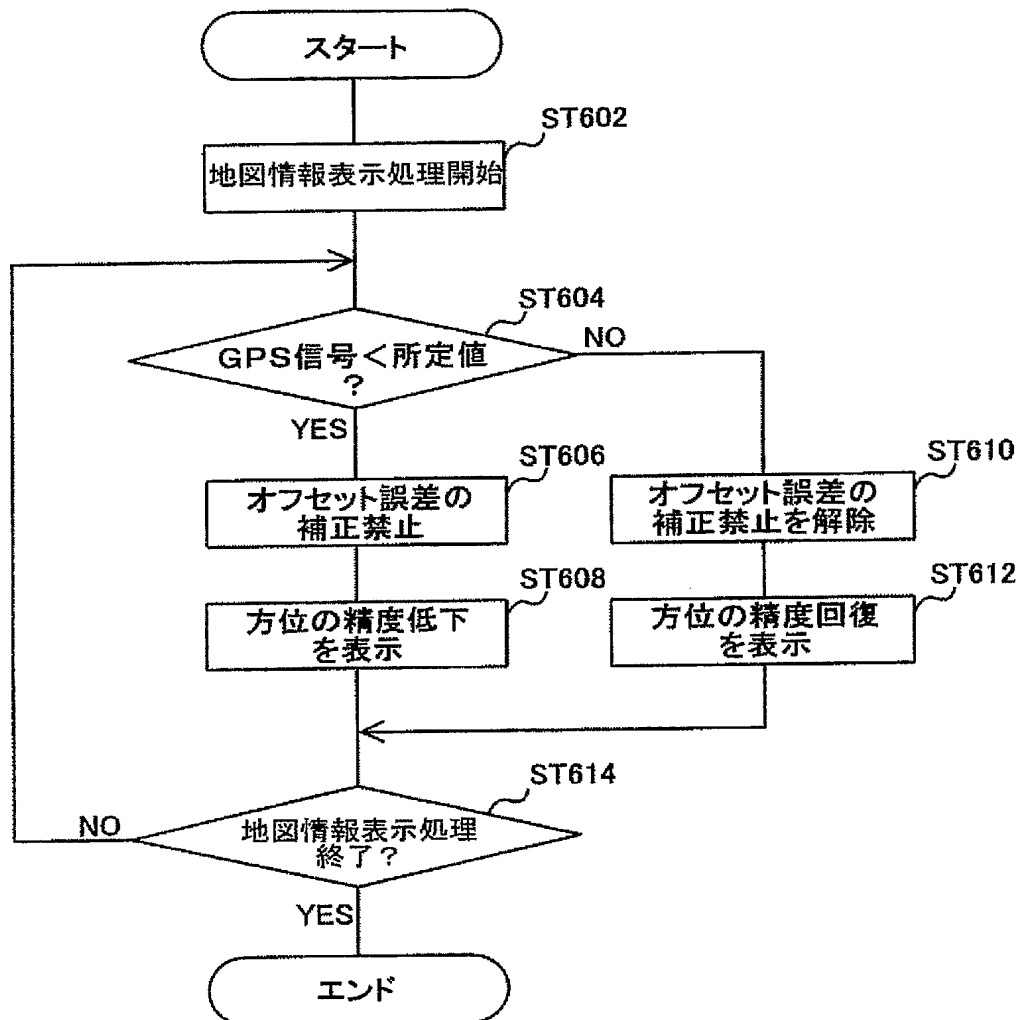 スタート
ST602
地図情報表示処理開始
ST604
GPS信号<所定値
?
NO
YES
ST606
オフセット誤差の
補正禁止
ST610
オフセット誤差の
補正禁止を解除
ST608
方位の精度低下
を表示
ST612
方位の精度回復
を表示
ST614
地図情報表示処理
終了?
NO
YES
エンド